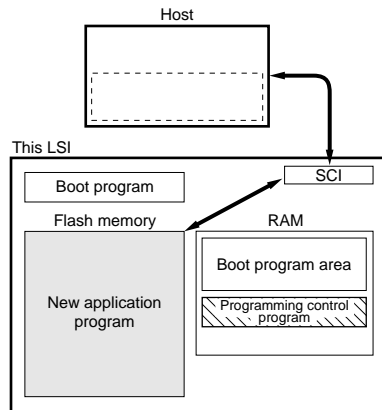 Host
This LSI
SCI
Boot program
Flash memory
RAM
Boot program area
New application
program
Programming control
program